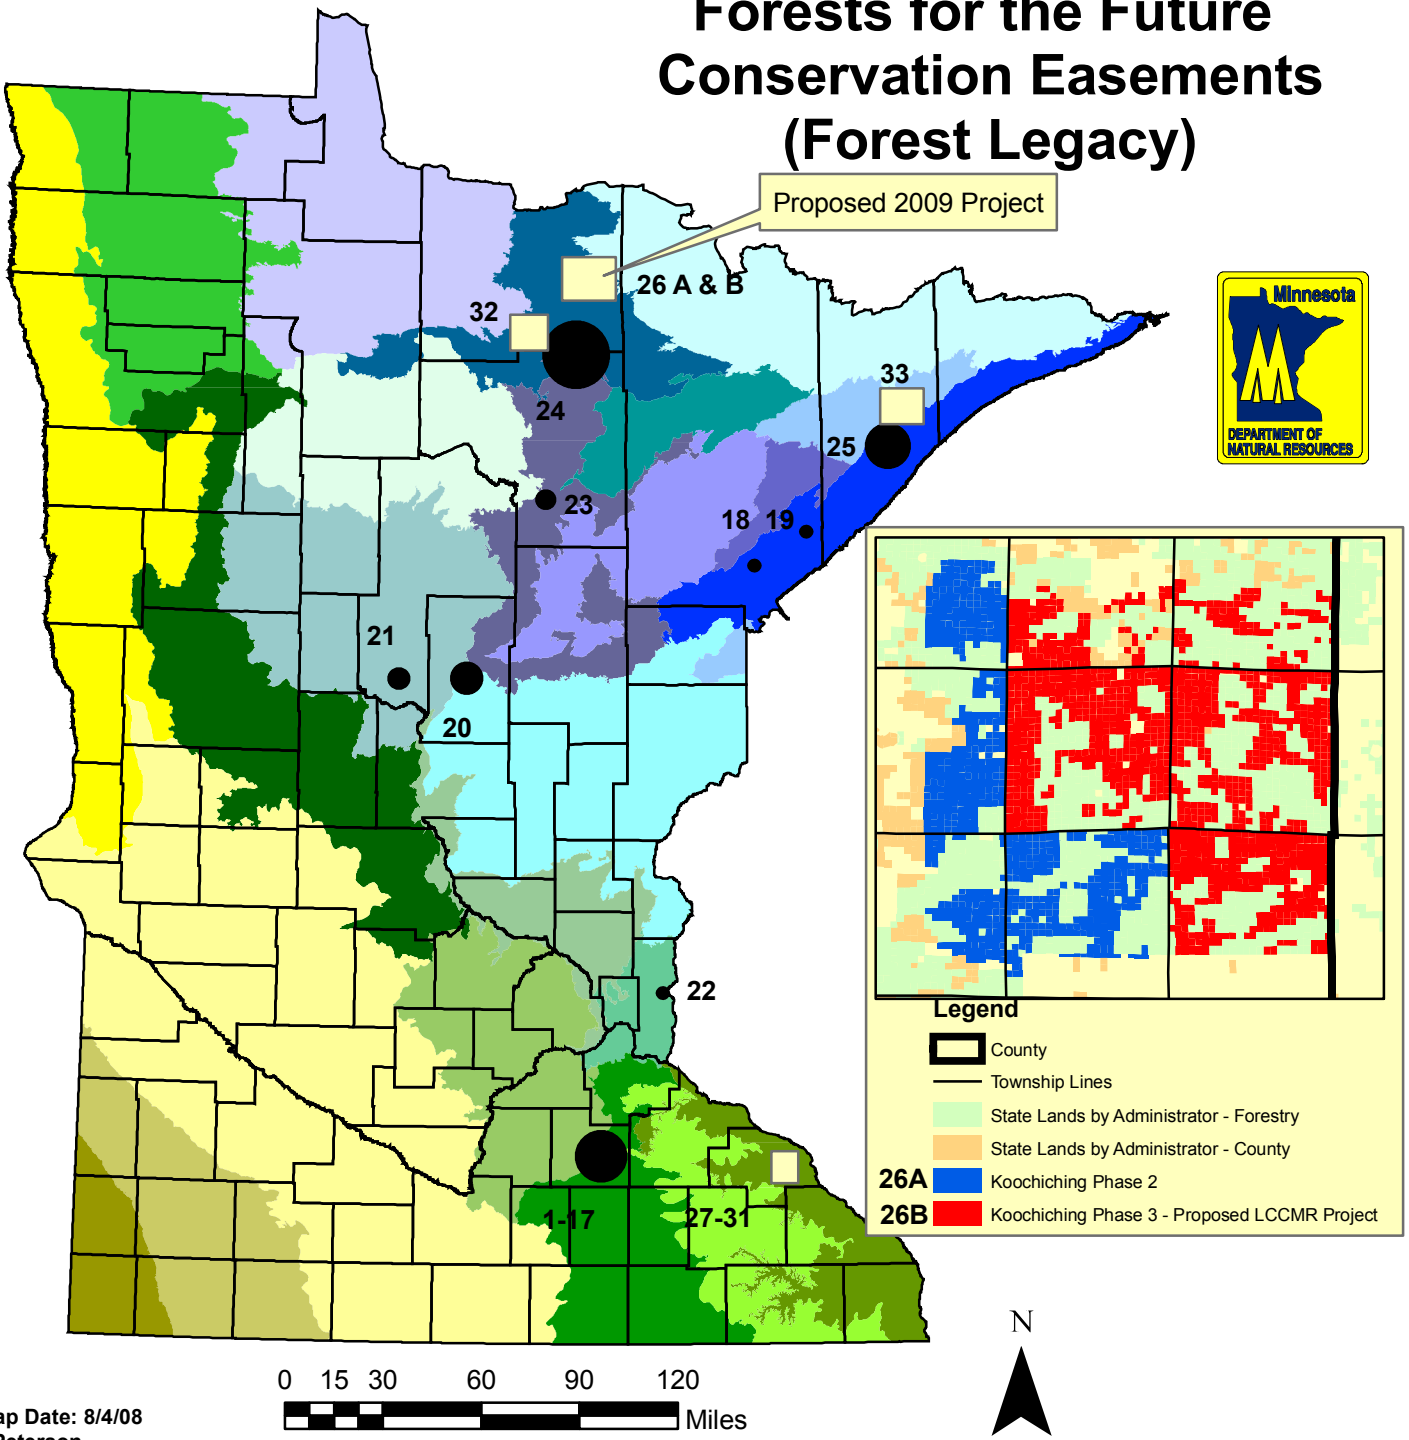 Forests for the Future
Conservation Easements
(Forest Legacy)
Proposed 2009 Project
26 A & B
32
Minnesota
DEPARTMENT OF
NATURAL RESOURCES
33
24
25
23
18 19
21
20
22
Legend
County
Township Lines
State Lands by Administrator - Forestry
State Lands by Administrator - County
26A Koochiching Phase 2
26B Koochiching Phase 3 - Proposed LCCMR Project
1-17
27-31
N
0 15 30 60 90 120
Miles
Date: 8/4/08